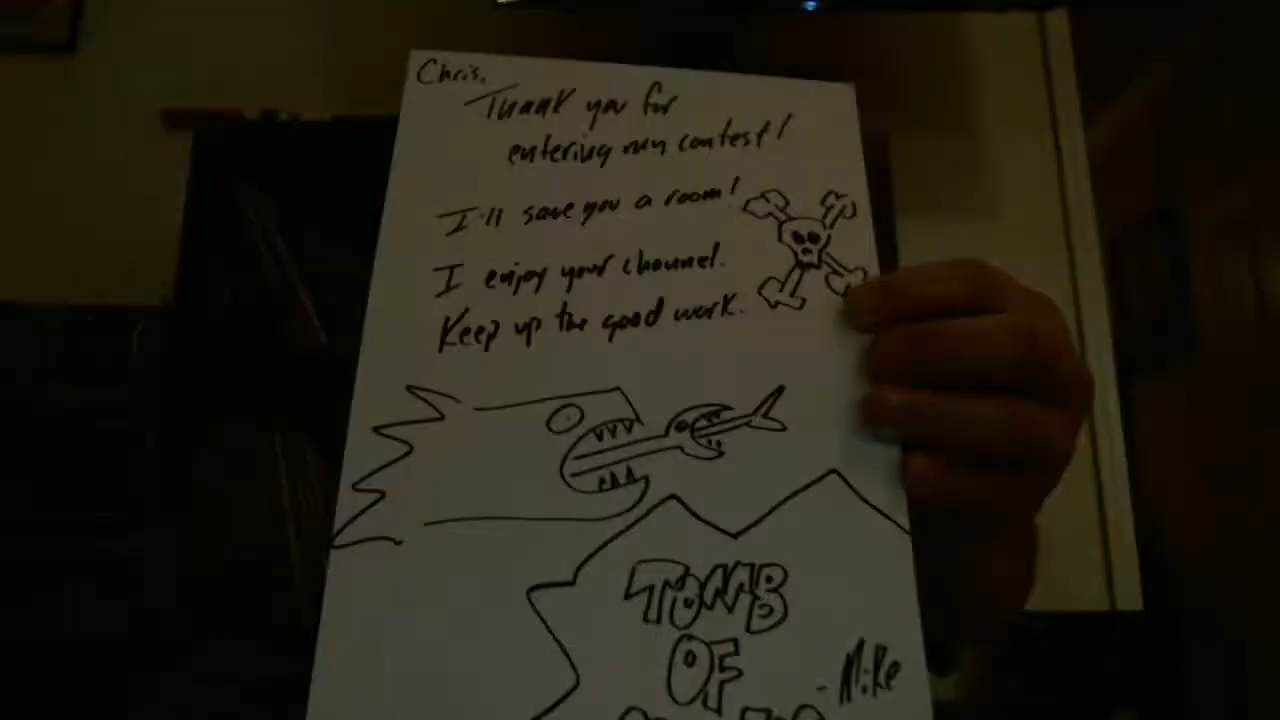 Chris,
Thank you for
entering my contest!
I'll save you a room!
I enjoy your channel.
Keep up the good work.
TOMB
OF
- Mike